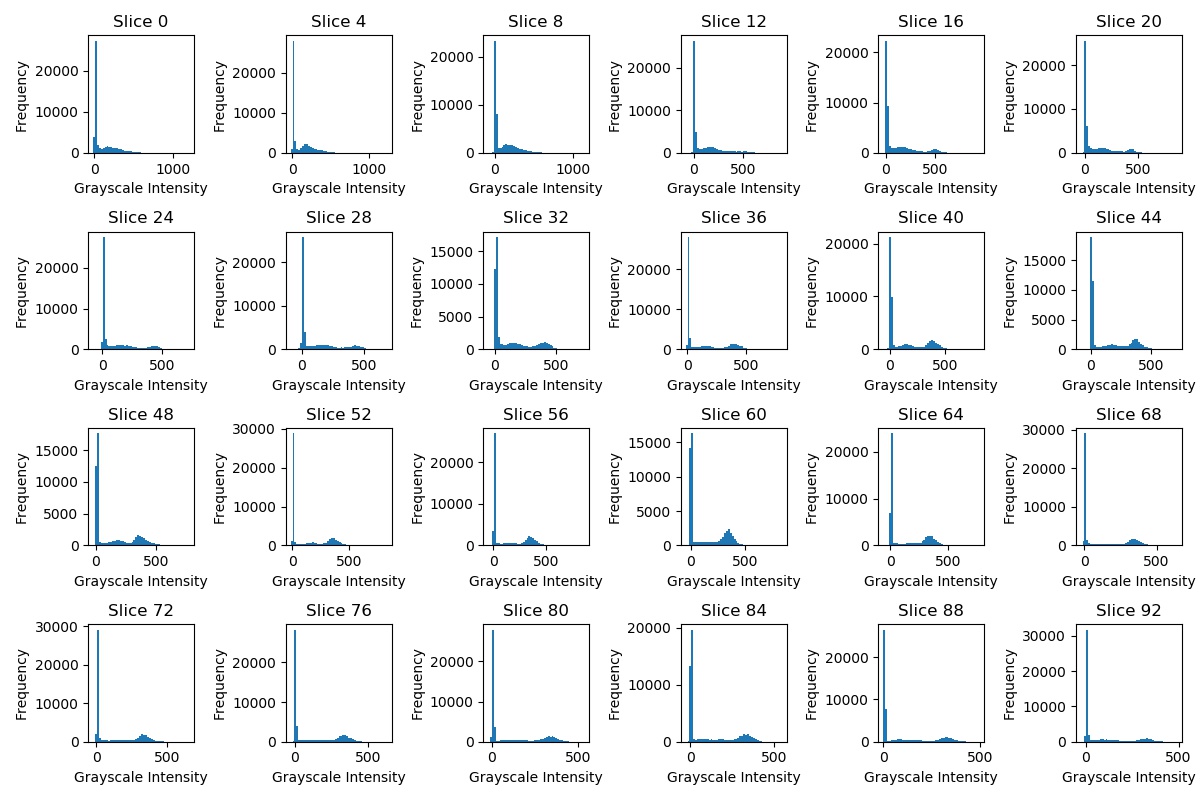 Slice 0
Frequency
20000
10000
0
0 1000
Grayscale Intensity
Slice 4
Frequency
20000
10000
0
0 1000
Grayscale Intensity
Slice 8
Frequency
20000
10000
0
0 1000
Grayscale Intensity
Slice 12
Frequency
20000
10000
0
0 500
Grayscale Intensity
Slice 16
Frequency
20000
10000
0
0 500
Grayscale Intensity
Slice 20
Frequency
20000
10000
0
0 500
Grayscale Intensity
Slice 24
Frequency
20000
10000
0
0 500
Grayscale Intensity
Slice 28
Frequency
20000
10000
0
0 500
Grayscale Intensity
Slice 32
Frequency
15000
10000
5000
0
0 500
Grayscale Intensity
Slice 36
Frequency
20000
10000
0
0 500
Grayscale Intensity
Slice 40
Frequency
20000
10000
0
0 500
Grayscale Intensity
Slice 44
Frequency
15000
10000
5000
0
0 500
Grayscale Intensity
Slice 48
Frequency
15000
10000
5000
0
0 500
Grayscale Intensity
Slice 52
Frequency
30000
20000
10000
0
0 500
Grayscale Intensity
Slice 56
Frequency
20000
10000
0
0 500
Grayscale Intensity
Slice 60
Frequency
15000
10000
5000
0
0 500
Grayscale Intensity
Slice 64
Frequency
20000
10000
0
0 500
Grayscale Intensity
Slice 68
Frequency
30000
20000
10000
0
0 500
Grayscale Intensity
Slice 72
Frequency
30000
20000
10000
0
0 500
Grayscale Intensity
Slice 76
Frequency
20000
10000
0
0 500
Grayscale Intensity
Slice 80
Frequency
20000
10000
0
0 500
Grayscale Intensity
Slice 84
Frequency
20000
10000
0
0 500
Grayscale Intensity
Slice 88
Frequency
20000
10000
0
0 500
Grayscale Intensity
Slice 92
Frequency
30000
20000
10000
0
0 500
Grayscale Intensity